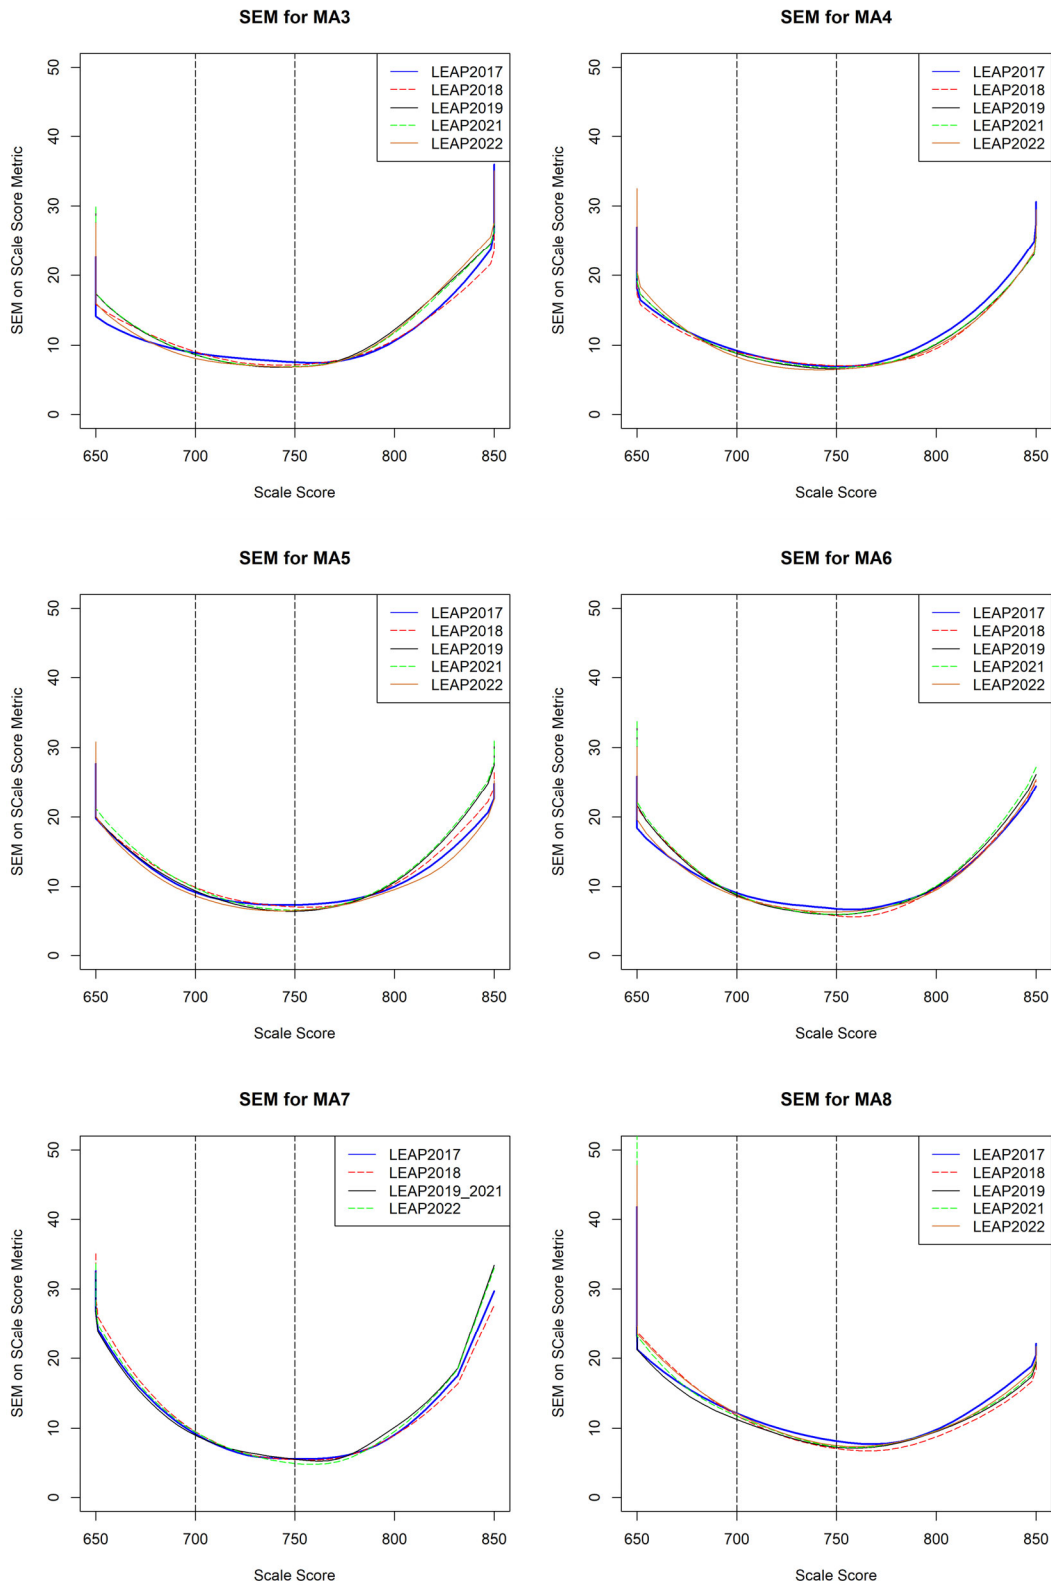 SEM for MA3
SEM on SCale Score Metric
50
40
30
20
10
0
LEAP2017
LEAP2018
LEAP2019
LEAP2021
LEAP2022
650 700 750 800 850
Scale Score
SEM for MA4
SEM on SCale Score Metric
50
40
30
20
10
0
LEAP2017
LEAP2018
LEAP2019
LEAP2021
LEAP2022
650 700 750 800 850
Scale Score
SEM for MA5
SEM on SCale Score Metric
50
40
30
20
10
0
LEAP2017
LEAP2018
LEAP2019
LEAP2021
LEAP2022
650 700 750 800 850
Scale Score
SEM for MA6
SEM on SCale Score Metric
50
40
30
20
10
0
LEAP2017
LEAP2018
LEAP2019
LEAP2021
LEAP2022
650 700 750 800 850
Scale Score
SEM for MA7
SEM on SCale Score Metric
50
40
30
20
10
0
LEAP2017
LEAP2018
LEAP2019_2021
LEAP2022
650 700 750 800 850
Scale Score
SEM for MA8
SEM on SCale Score Metric
50
40
30
20
10
0
LEAP2017
LEAP2018
LEAP2019
LEAP2021
LEAP2022
650 700 750 800 850
Scale Score